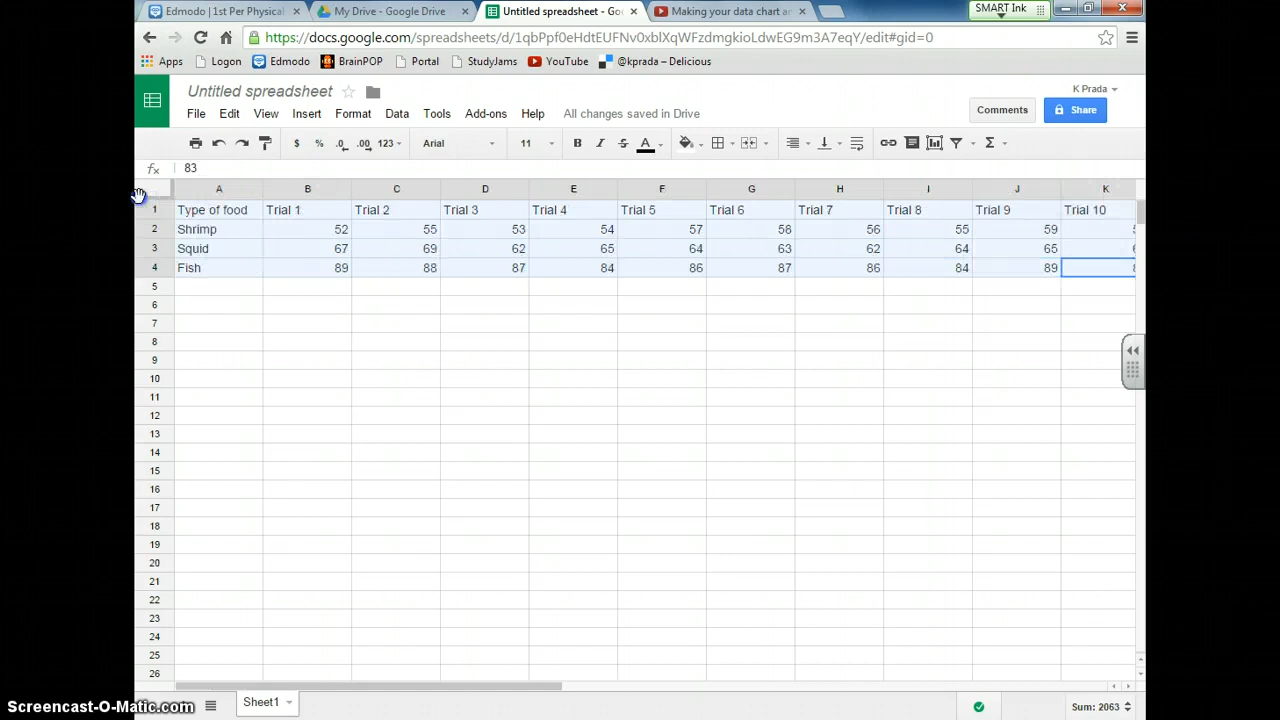 Edmodo | 1st Per Physical
My Drive - Google Drive
Untitled spreadsheet - Goo
Making your data chart an
SMART Ink
https://docs.google.com/spreadsheets/d/1qbPpf0eHdtEUFNv0xblXqWFzdmgkioLdwEG9m3A7eqY/edit#gid=0
Apps Logon Edmodo BrainPOP Portal StudyJams YouTube @kprada – Delicious
Untitled spreadsheet
K Prada
File Edit View Insert Format Data Tools Add-ons Help All changes saved in Drive
Comments Share
$ % .0 .00 123 Arial 11 B I S A Σ
fx 83
A B C D E F G H I J K
1 Type of food Trial 1 Trial 2 Trial 3 Trial 4 Trial 5 Trial 6 Trial 7 Trial 8 Trial 9 Trial 10
2 Shrimp 52 55 53 54 57 58 56 55 59
3 Squid 67 69 62 65 64 63 62 64 65
4 Fish 89 88 87 84 86 87 86 84 89
5
6
7
8
9
10
11
12
13
14
15
16
17
18
19
20
21
22
23
24
25
26
Sheet1
Sum: 2063
Screencast-O-Matic.com